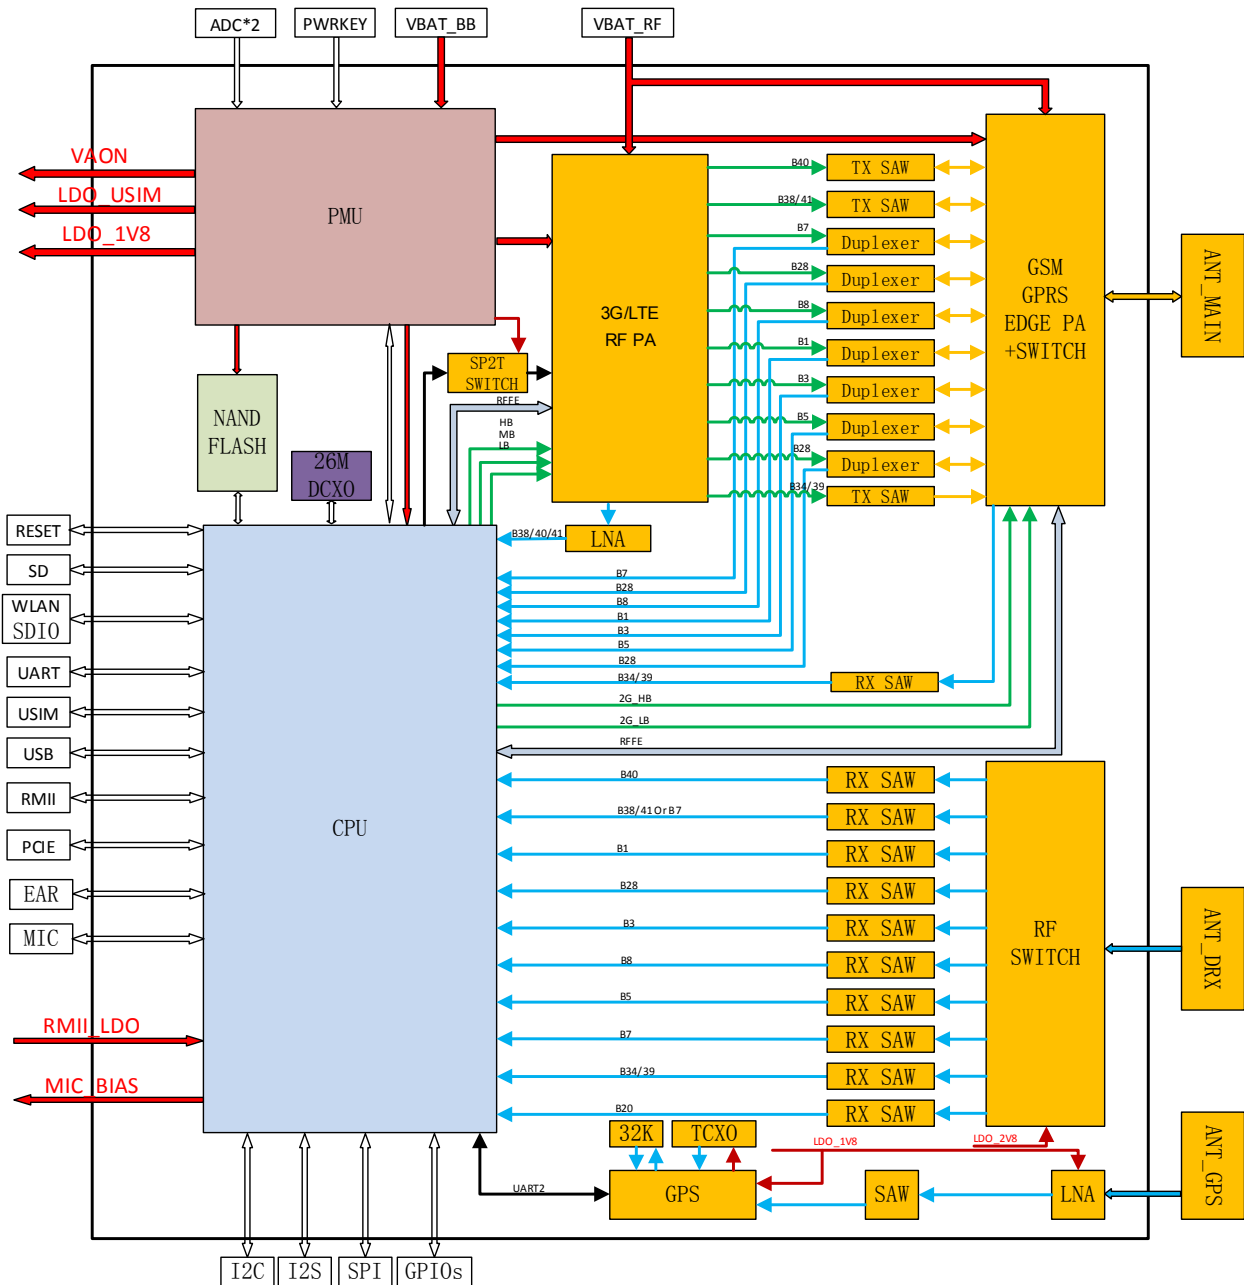 ADC*2
PWRKEY
VBAT_BB
VBAT_RF
VAON
LDO_USIM
LDO_1V8
PMU
3G/LTE
RF PA
GSM
GPRS
EDGE PA
+SWITCH
ANT_MAIN
B40
TX SAW
B38/41
TX SAW
B7
Duplexer
B28
Duplexer
B8
Duplexer
B1
Duplexer
B3
Duplexer
B5
Duplexer
B28
Duplexer
B34/39
TX SAW
SP2T
SWITCH
RFFE
HB
MB
LB
NAND
FLASH
26M
DCXO
LNA
B38/40/41
B7
B28
B8
B1
B3
B5
B28
B34/39
RX SAW
2G_HB
2G_LB
RFFE
RESET
SD
WLAN
SDIO
UART
USIM
USB
RMII
PCIE
EAR
MIC
RMII_LDO
MIC_BIAS
CPU
B40
RX SAW
B38/41 Or B7
RX SAW
B1
RX SAW
B28
RX SAW
B3
RX SAW
B8
RX SAW
B5
RX SAW
B7
RX SAW
B34/39
RX SAW
B20
RX SAW
RF
SWITCH
ANT_DRX
32K
TCXO
LDO_1V8
LDO_2V8
UART2
GPS
SAW
LNA
ANT_GPS
I2C
I2S
SPI
GPIOs